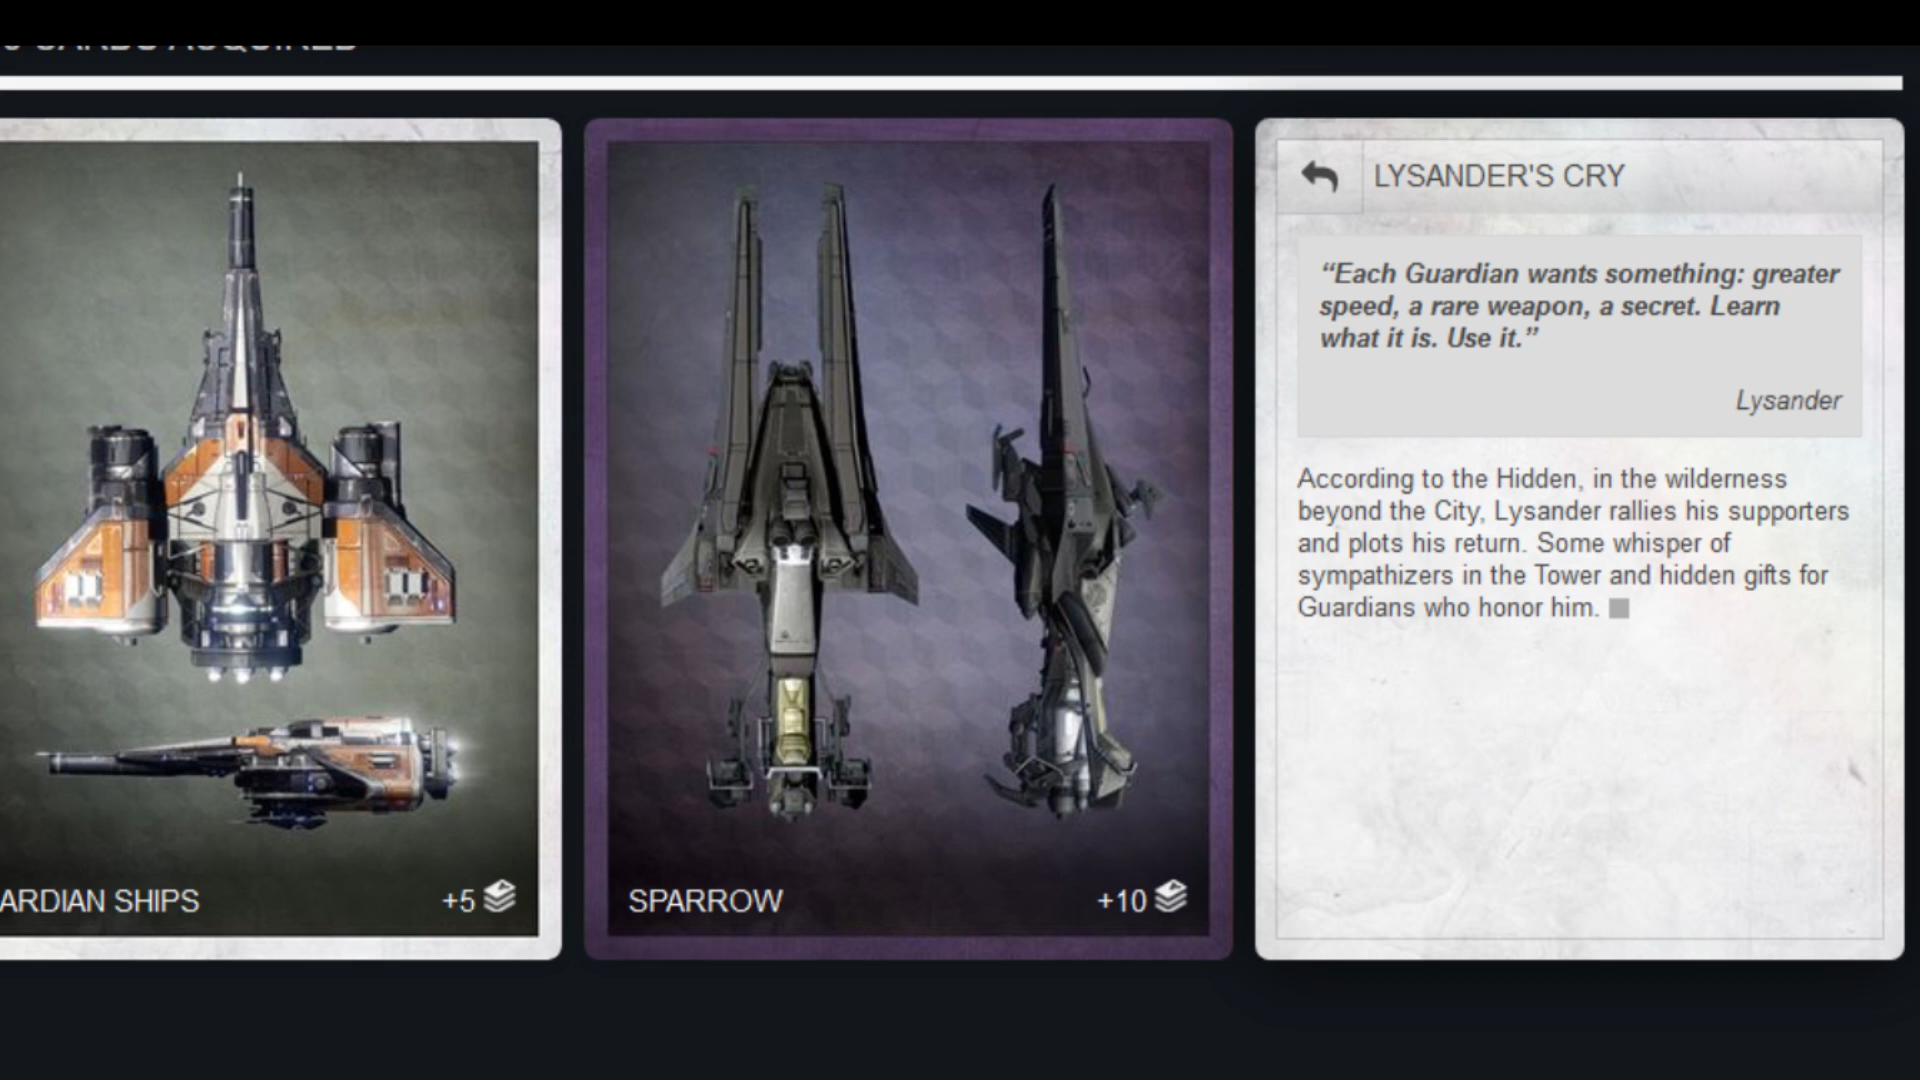 CARDS ACQUIRED
ARDIAN SHIPS
+5
SPARROW
+10
LYSANDER'S CRY
“Each Guardian wants something: greater
speed, a rare weapon, a secret. Learn
what it is. Use it.”
Lysander
According to the Hidden, in the wilderness
beyond the City, Lysander rallies his supporters
and plots his return. Some whisper of
sympathizers in the Tower and hidden gifts for
Guardians who honor him.